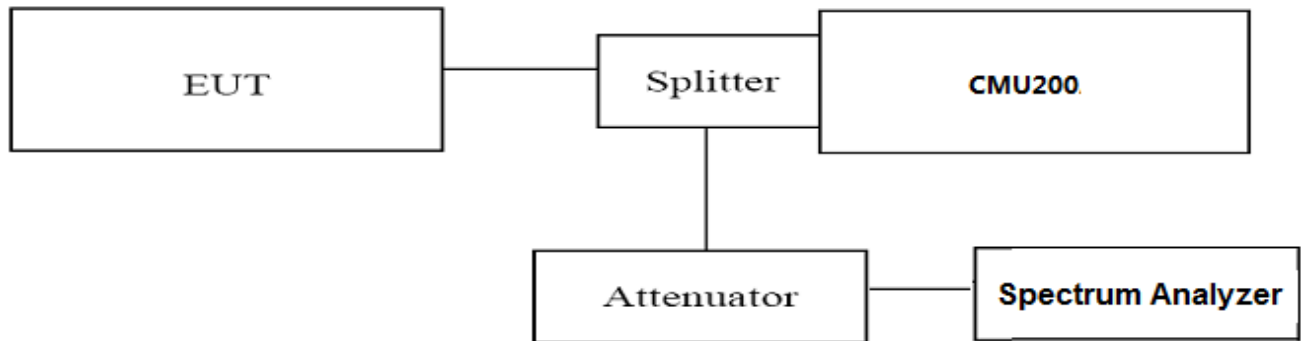 EUT
Splitter
CMU200
Attenuator
Spectrum Analyzer